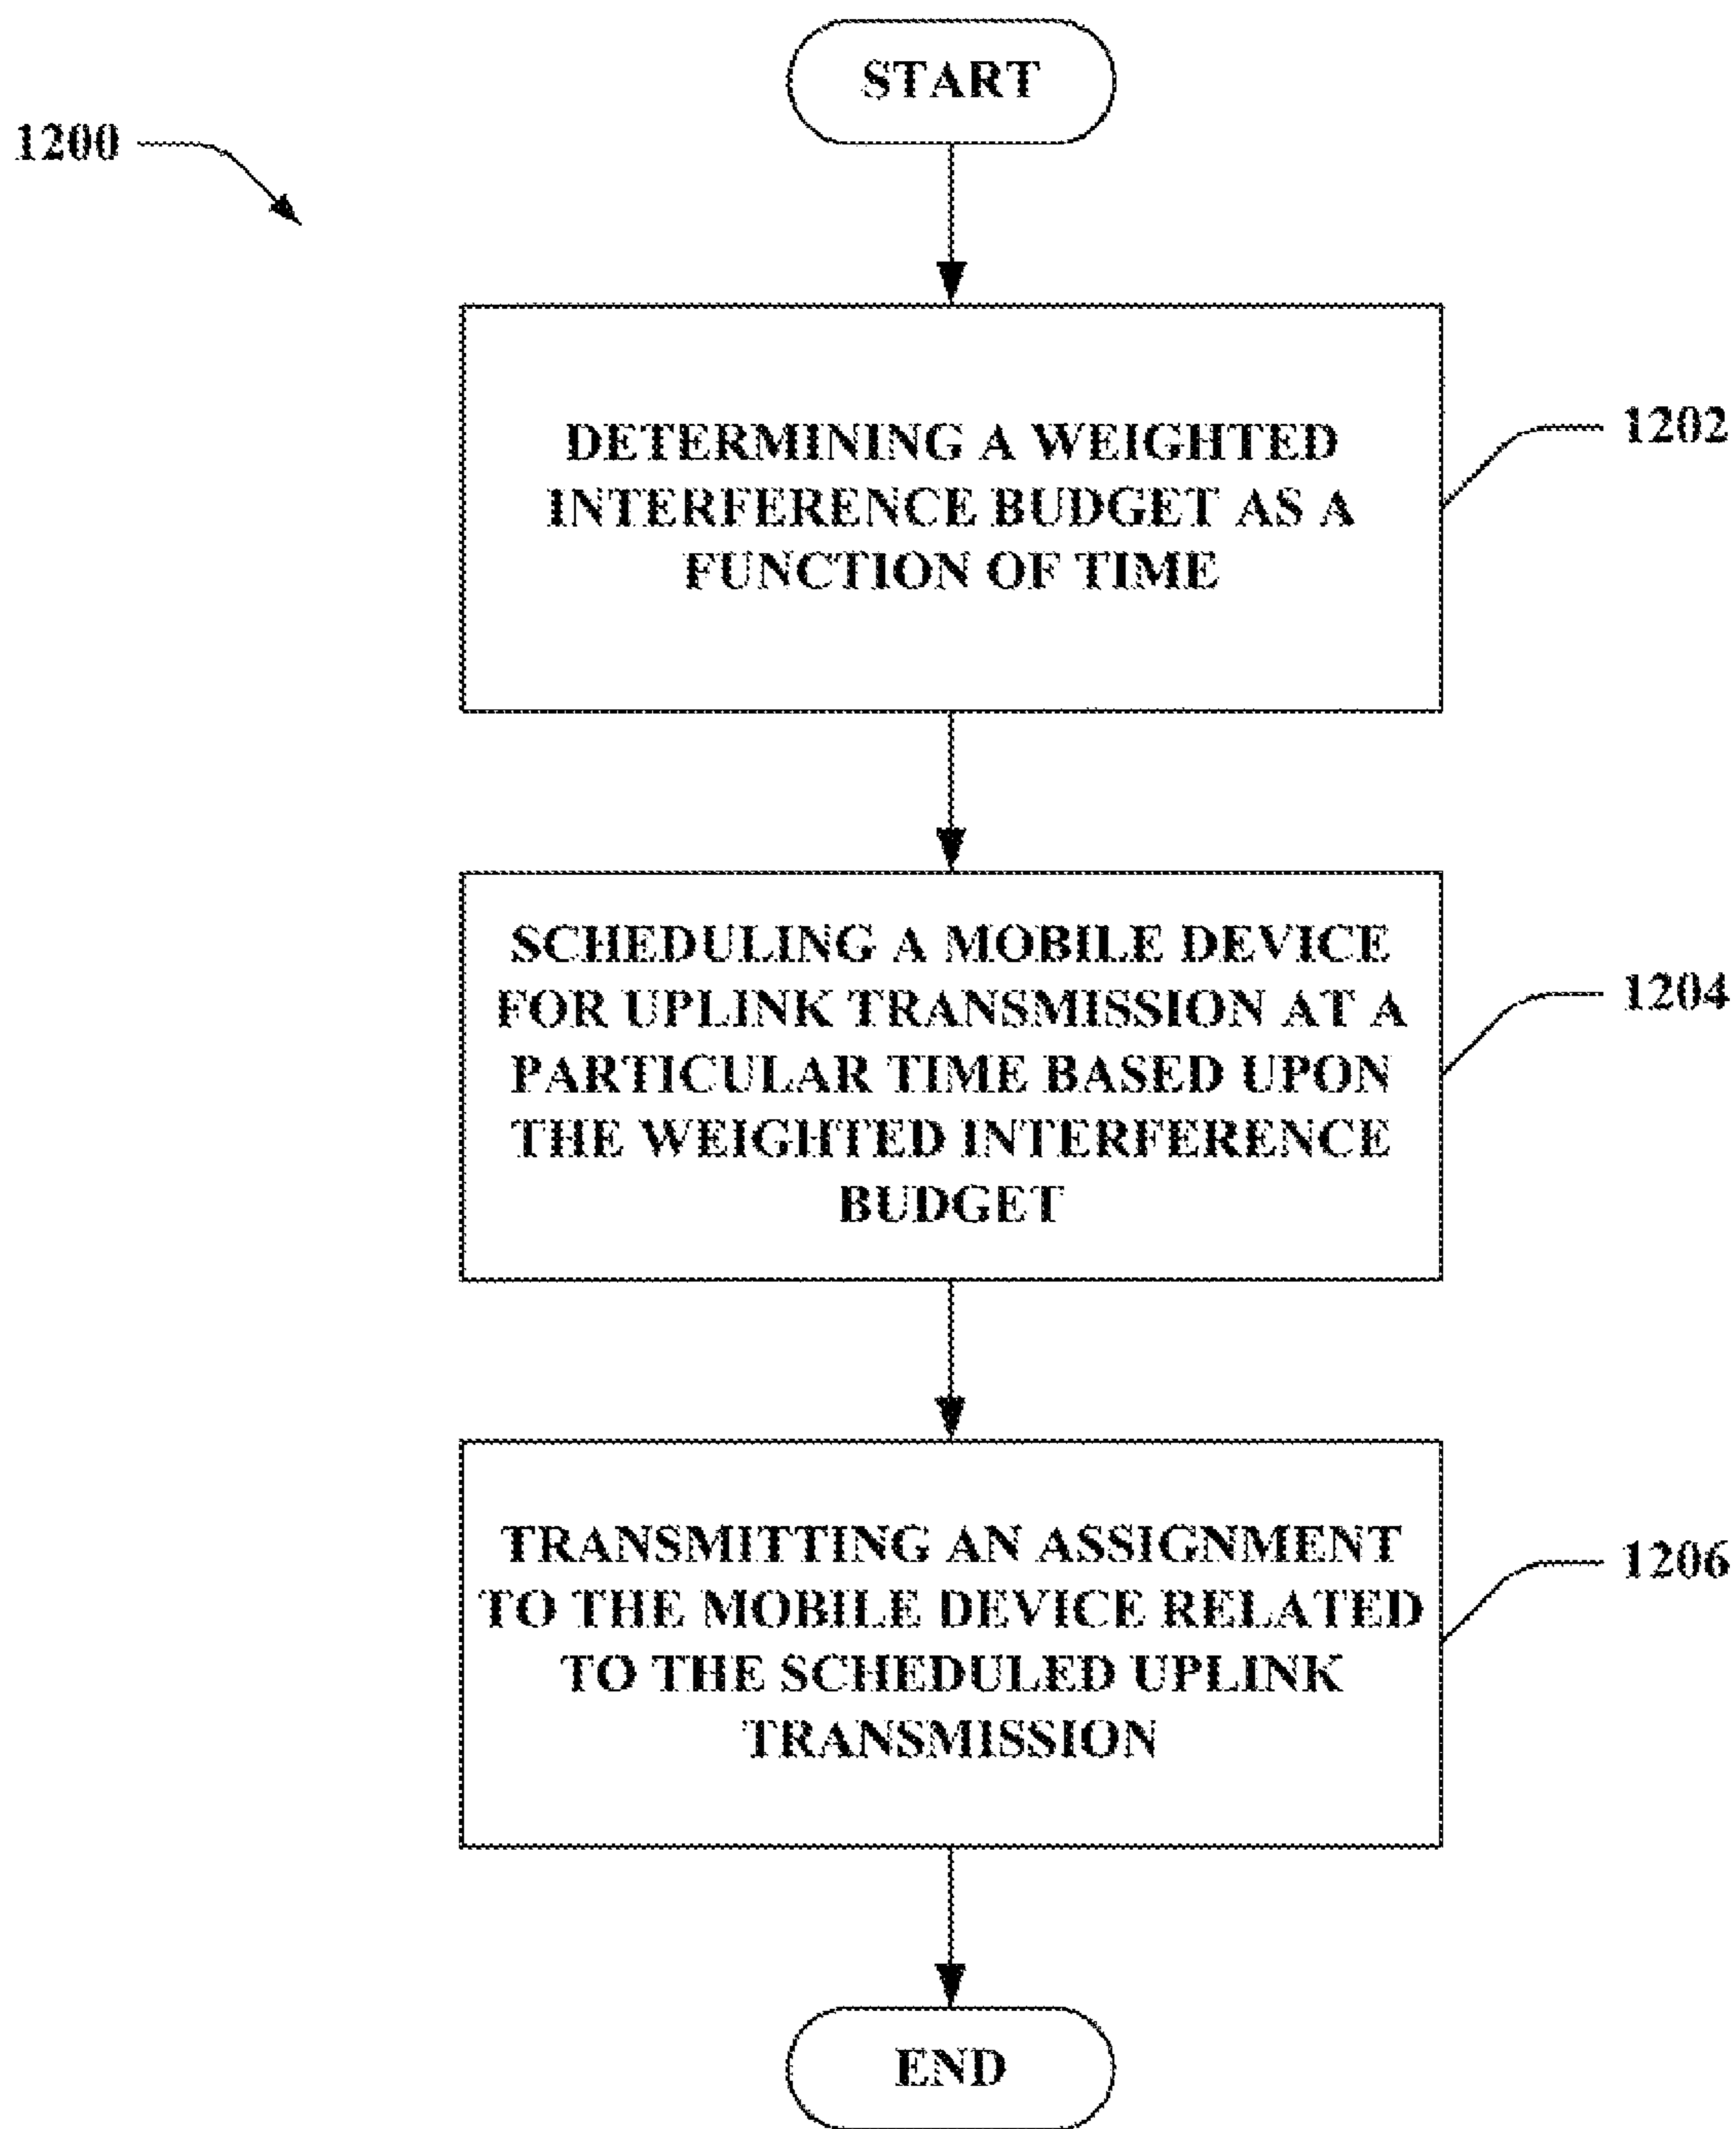 START
1200
DETERMINING A WEIGHTED
INTERFERENCE BUDGET AS A
FUNCTION OF TIME
1202
SCHEDULING A MOBILE DEVICE
FOR UPLINK TRANSMISSION AT A
PARTICULAR TIME BASED UPON
THE WEIGHTED INTERFERENCE
BUDGET
1204
TRANSMITTING AN ASSIGNMENT
TO THE MOBILE DEVICE RELATED
TO THE SCHEDULED UPLINK
TRANSMISSION
1206
END